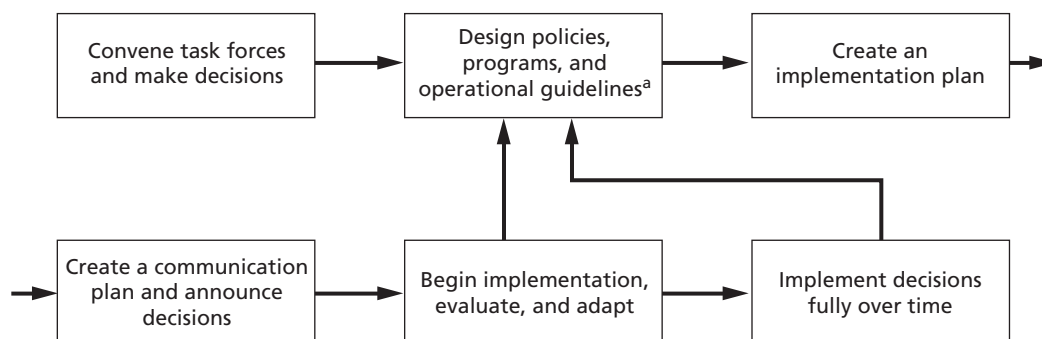 Convene task forces
and make decisions
Design policies,
programs, and
operational guidelinesᵃ
Create an
implementation plan
Create a communication
plan and announce
decisions
Begin implementation,
evaluate, and adapt
Implement decisions
fully over time